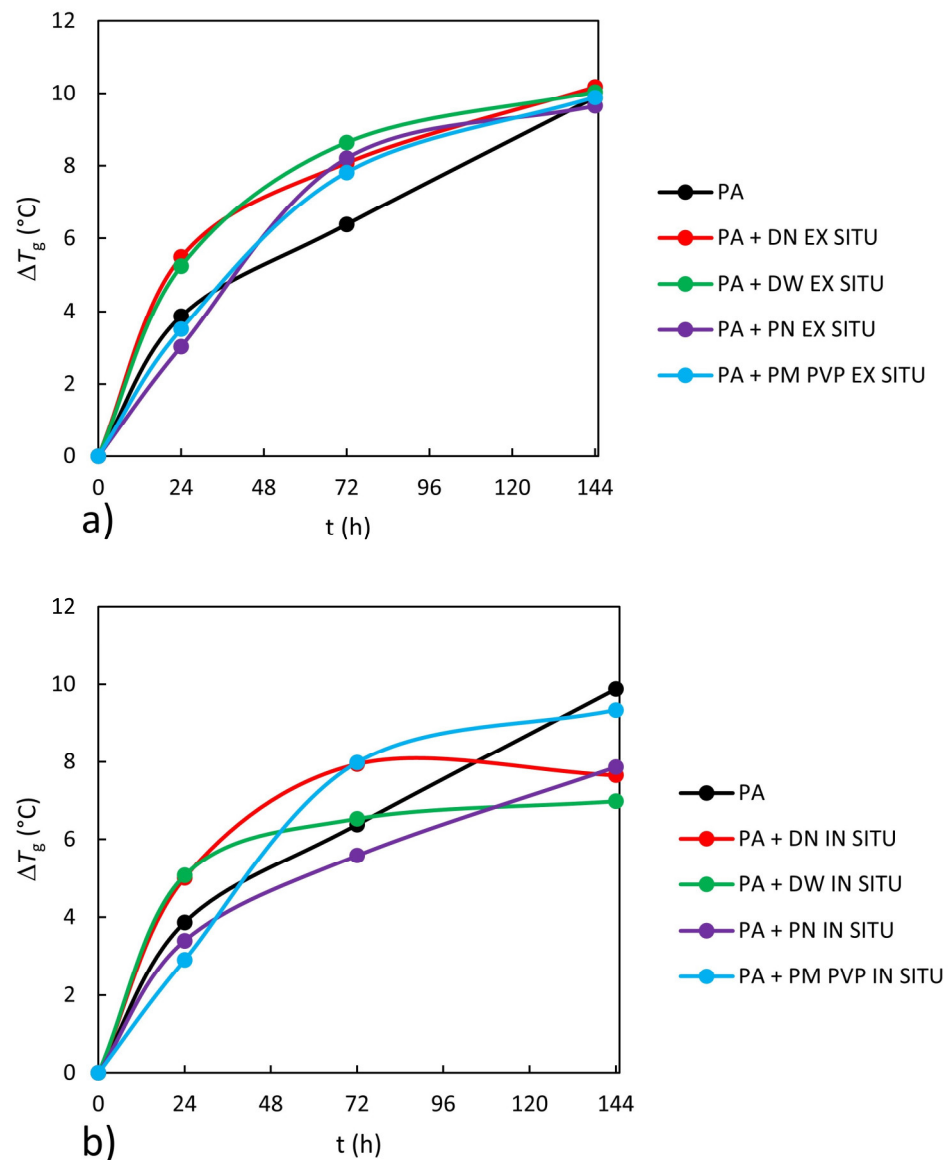 12
10
8
6
4
2
0
ΔTg (°C)
0 24 48 72 96 120 144
t (h)
a)
PA
PA + DN EX SITU
PA + DW EX SITU
PA + PN EX SITU
PA + PM PVP EX SITU
12
10
8
6
4
2
0
ΔTg (°C)
0 24 48 72 96 120 144
t (h)
b)
PA
PA + DN IN SITU
PA + DW IN SITU
PA + PN IN SITU
PA + PM PVP IN SITU